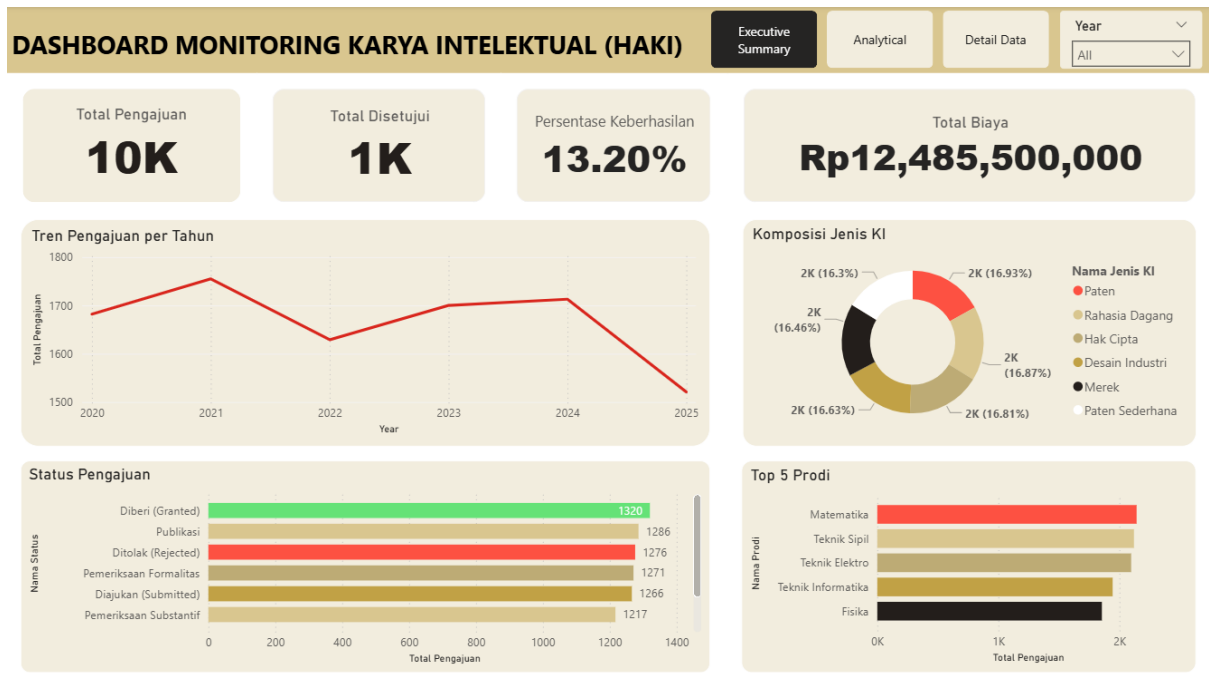 DASHBOARD MONITORING KARYA INTELEKTUAL (HAKI)
Executive
Summary
Analytical
Detail Data
Year
All
Total Pengajuan
10K
Total Disetujui
1K
Persentase Keberhasilan
13.20%
Total Biaya
Rp12,485,500,000
Tren Pengajuan per Tahun
Total Pengajuan
1800
1700
1600
1500
2020
2021
2022
2023
2024
2025
Year
Komposisi Jenis KI
2K (16.3%)
2K (16.93%)
2K
(16.46%)
2K
(16.87%)
2K (16.63%)
2K (16.81%)
Nama Jenis KI
Paten
Rahasia Dagang
Hak Cipta
Desain Industri
Merek
Paten Sederhana
Status Pengajuan
Nama Status
Diberi (Granted)
1320
Publikasi
1286
Ditolak (Rejected)
1276
Pemeriksaan Formalitas
1271
Diajukan (Submitted)
1266
Pemeriksaan Substantif
1217
0
200
400
600
800
1000
1200
1400
Total Pengajuan
Top 5 Prodi
Nama Prodi
Matematika
Teknik Sipil
Teknik Elektro
Teknik Informatika
Fisika
0K
1K
2K
Total Pengajuan